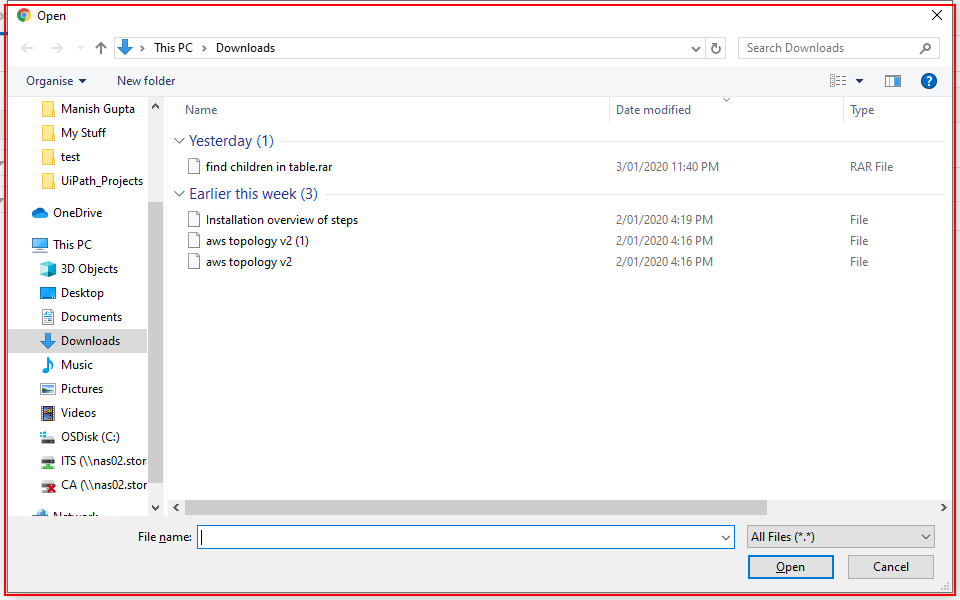 Open
This PC > Downloads
Search Downloads
Organise
New folder
?
Manish Gupta
My Stuff
test
UiPath_Projects
OneDrive
This PC
3D Objects
Desktop
Documents
Downloads
Music
Pictures
Videos
OSDisk (C:)
ITS (\\nas02.stor
CA (\\nas02.stor
Network
Name Date modified Type
Yesterday (1)
find children in table.rar 3/01/2020 11:40 PM RAR File
Earlier this week (3)
Installation overview of steps 2/01/2020 4:19 PM File
aws topology v2 (1) 2/01/2020 4:16 PM File
aws topology v2 2/01/2020 4:16 PM File
File name:
All Files (*.*)
Open
Cancel